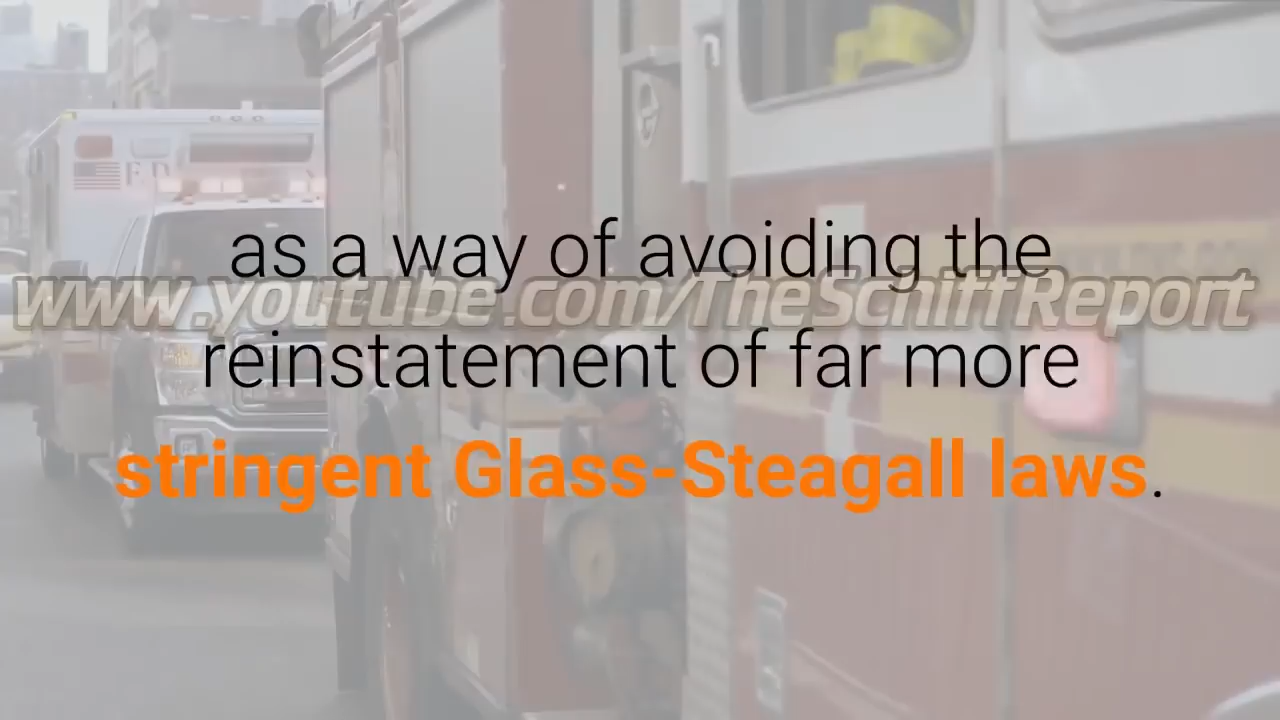 as a way of avoiding the
www.youtube.com/TheSchiffReport
reinstatement of far more
stringent Glass-Steagall laws.